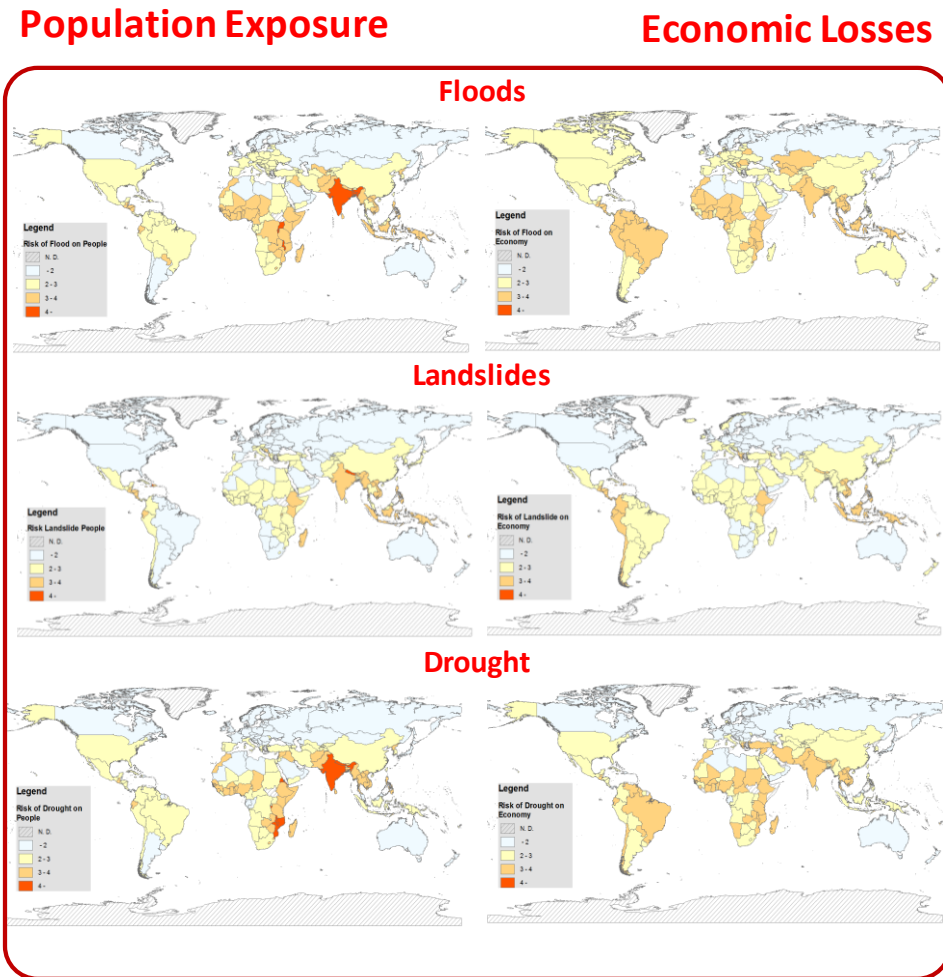 Population Exposure
Economic Losses
Floods
Legend
Risk of Flood on People
N. D.
- 2
2 - 3
3 - 4
4 -
Legend
Risk of Flood on
Economy
N. D.
- 2
2 - 3
3 - 4
4 -
Landslides
Legend
Risk Landslide People
N. D.
- 2
2 - 3
3 - 4
4 -
Legend
Risk of Landslide on
Economy
N. D.
- 2
2 - 3
3 - 4
4 -
Drought
Legend
Risk of Drought on
People
N. D.
- 2
2 - 3
3 - 4
4 -
Legend
Risk of Drought on
Economy
N. D.
- 2
2 - 3
3 - 4
4 -